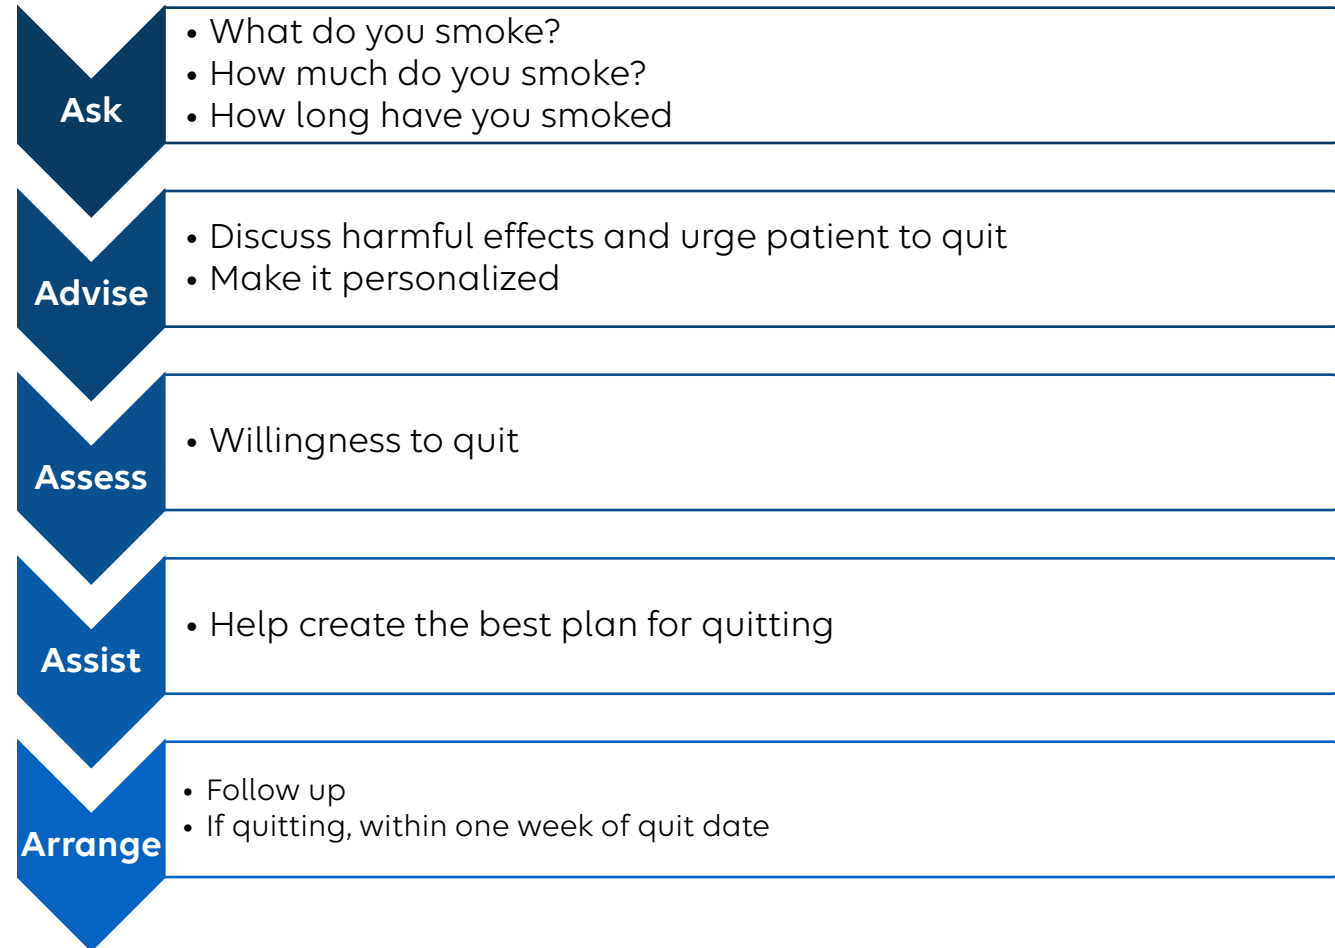 Ask
• What do you smoke?
• How much do you smoke?
• How long have you smoked
Advise
• Discuss harmful effects and urge patient to quit
• Make it personalized
Assess
• Willingness to quit
Assist
• Help create the best plan for quitting
Arrange
• Follow up
• If quitting, within one week of quit date